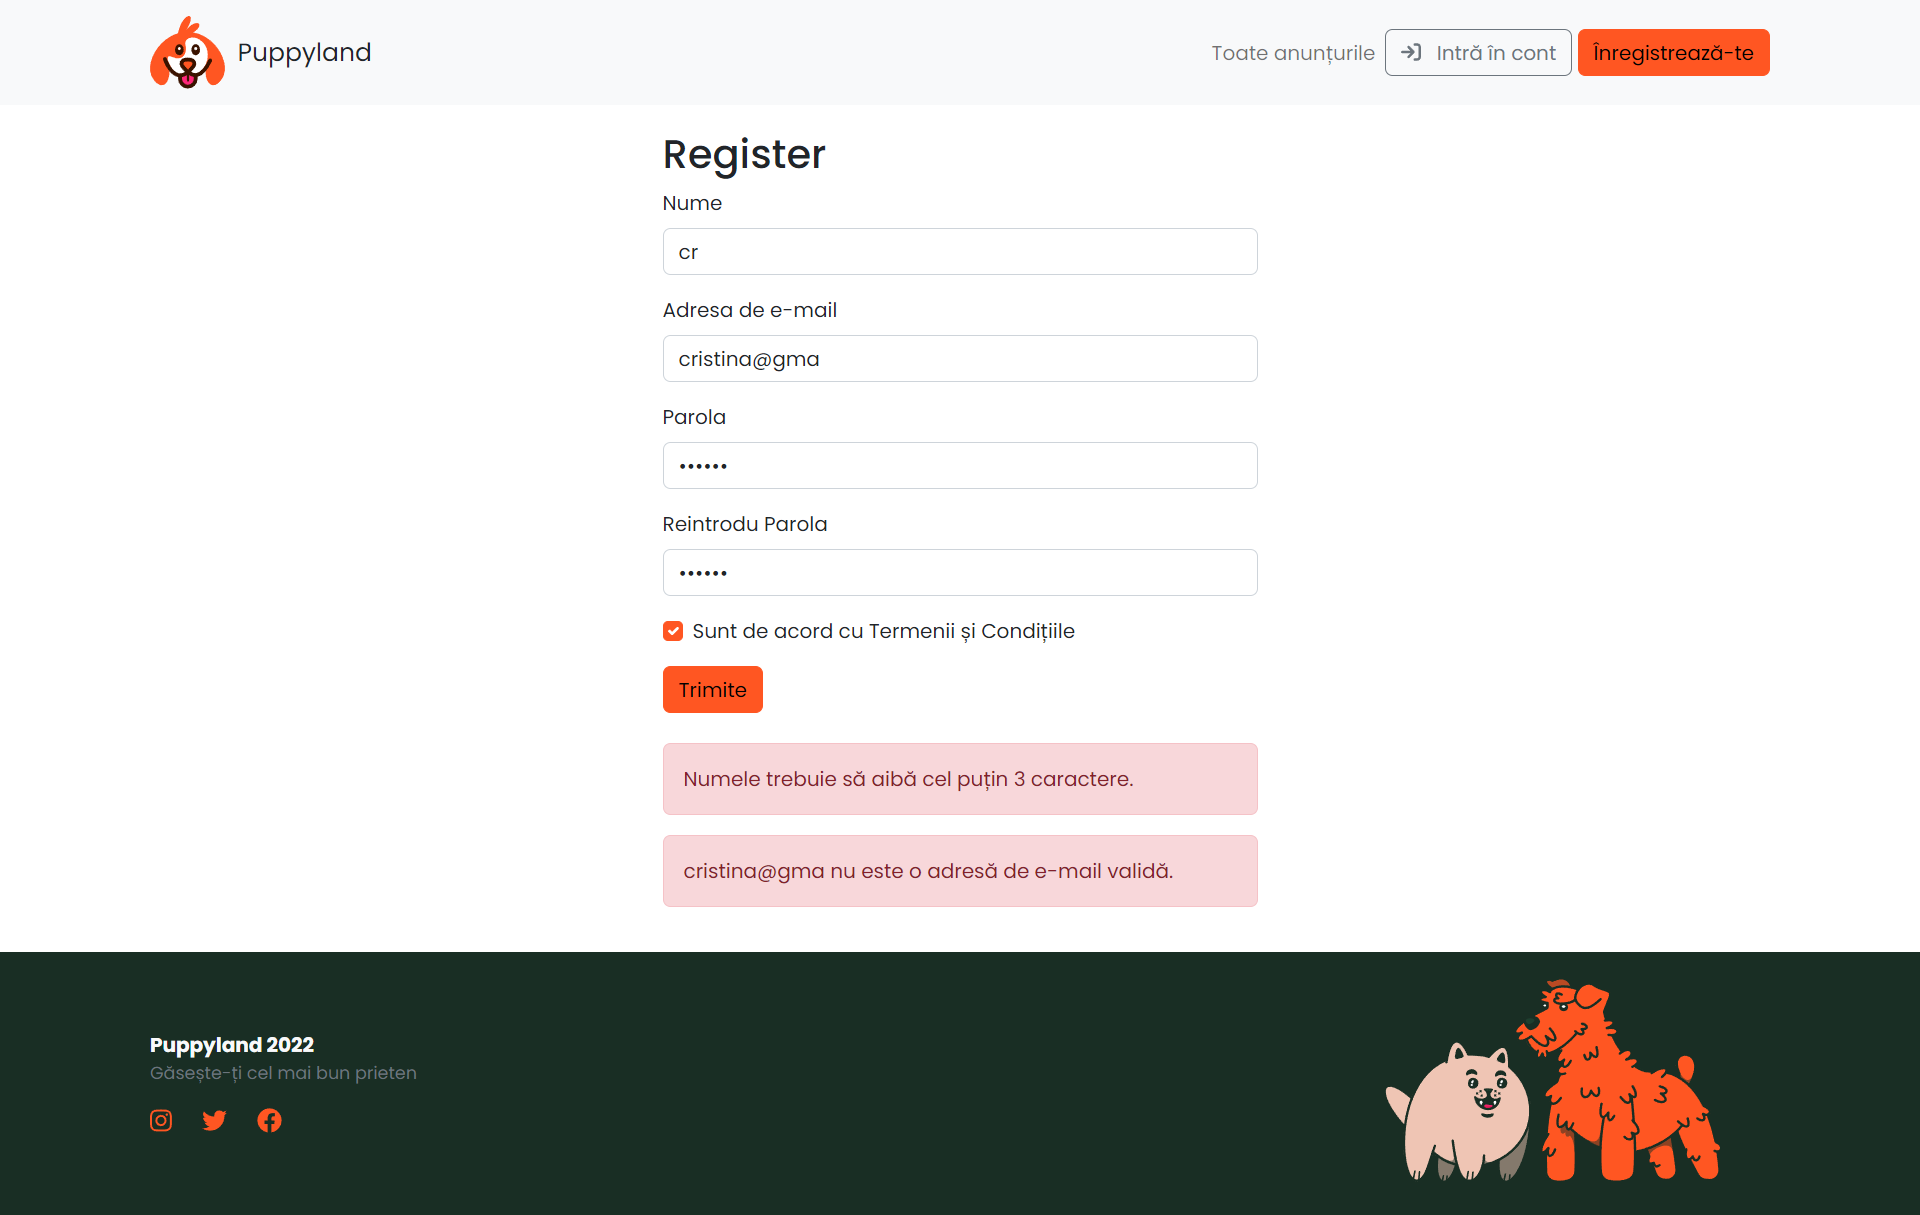 Puppyland
Toate anunțurile
Intră în cont
Înregistrează-te
Register
Nume
cr
Adresa de e-mail
cristina@gma
Parola
••••••
Reintrodu Parola
••••••
Sunt de acord cu Termenii și Condițiile
Trimite
Numele trebuie să aibă cel puțin 3 caractere.
cristina@gma nu este o adresă de e-mail validă.
Puppyland 2022
Găsește-ți cel mai bun prieten